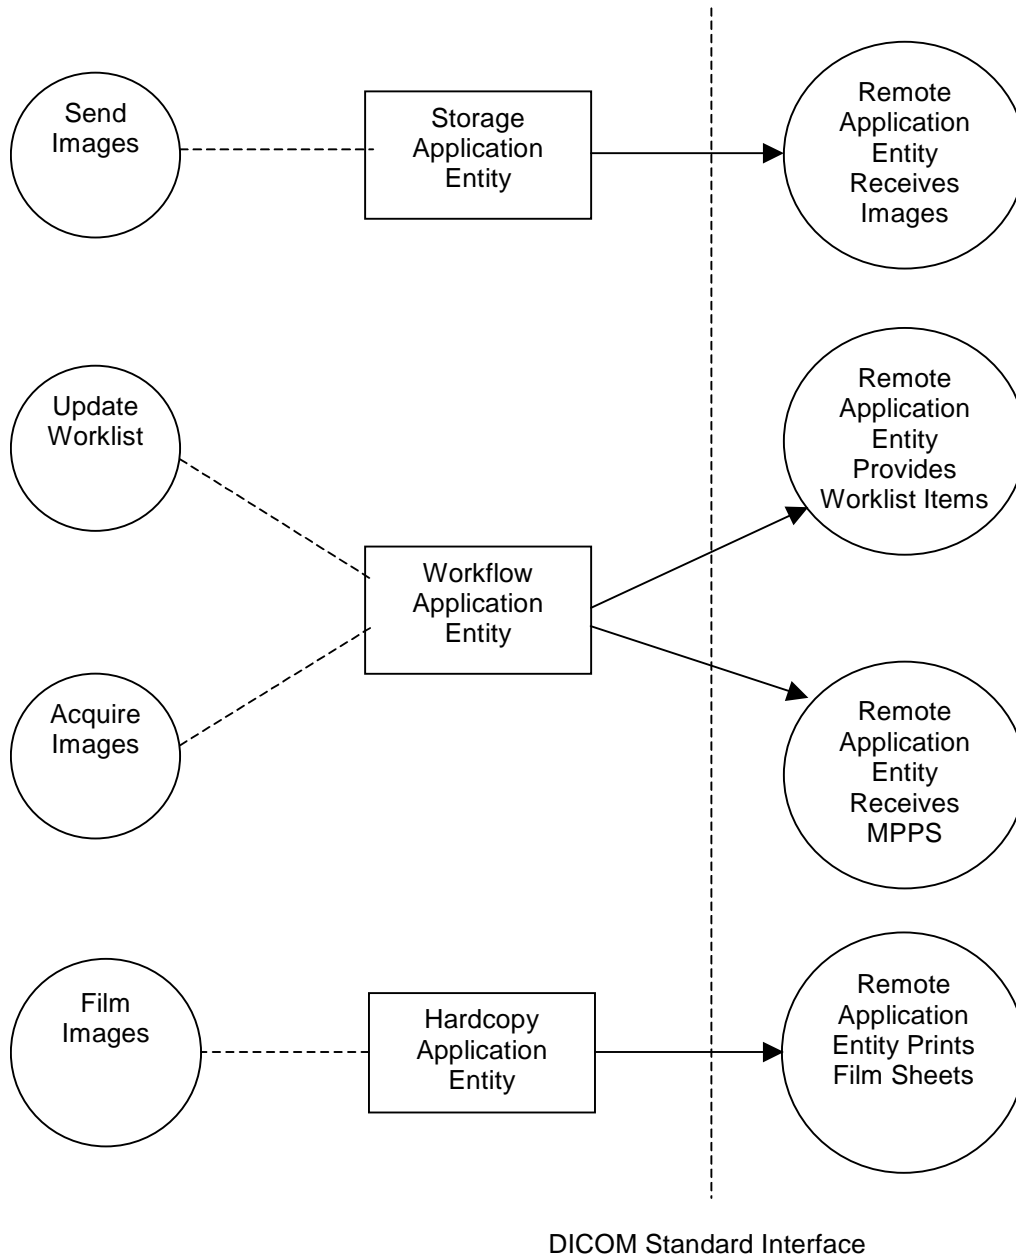 Send
Images
Storage
Application
Entity
Remote
Application
Entity
Receives
Images
Update
Worklist
Remote
Application
Entity
Provides
Worklist Items
Workflow
Application
Entity
Acquire
Images
Remote
Application
Entity
Receives
MPPS
Film
Images
Hardcopy
Application
Entity
Remote
Application
Entity Prints
Film Sheets
DICOM Standard Interface